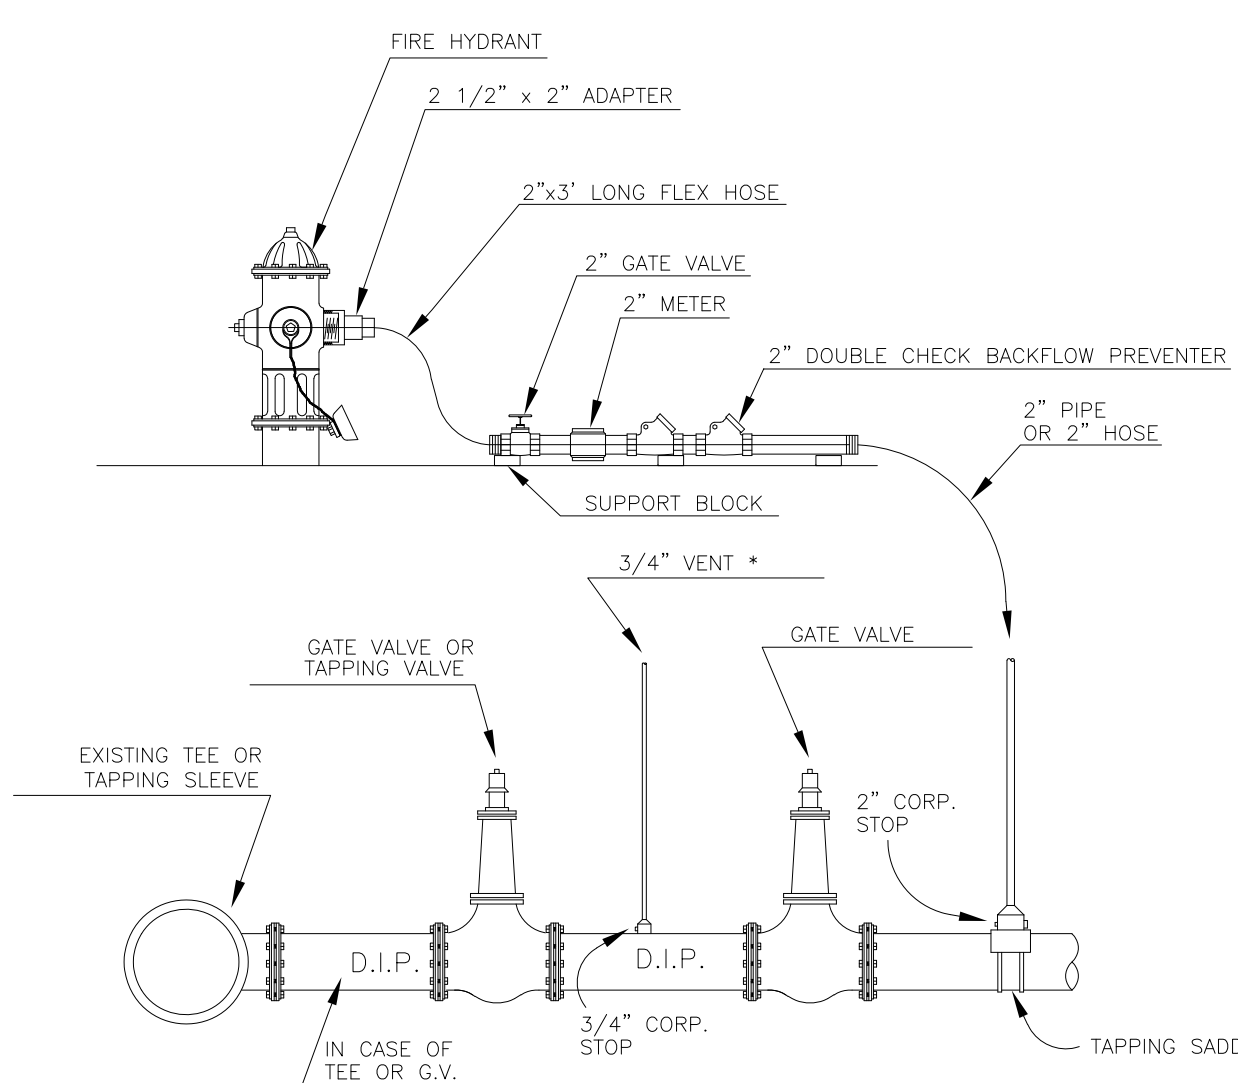 FIRE HYDRANT
2 1/2" x 2" ADAPTER
2"x3' LONG FLEX HOSE
2" GATE VALVE
2" METER
2" DOUBLE CHECK BACKFLOW PREVENTER
2" PIPE
OR 2" HOSE
SUPPORT BLOCK
3/4" VENT *
GATE VALVE OR
TAPPING VALVE
GATE VALVE
EXISTING TEE OR
TAPPING SLEEVE
2" CORP.
STOP
D.I.P.
D.I.P.
3/4" CORP.
STOP
IN CASE OF
TEE OR G.V.
TAPPING